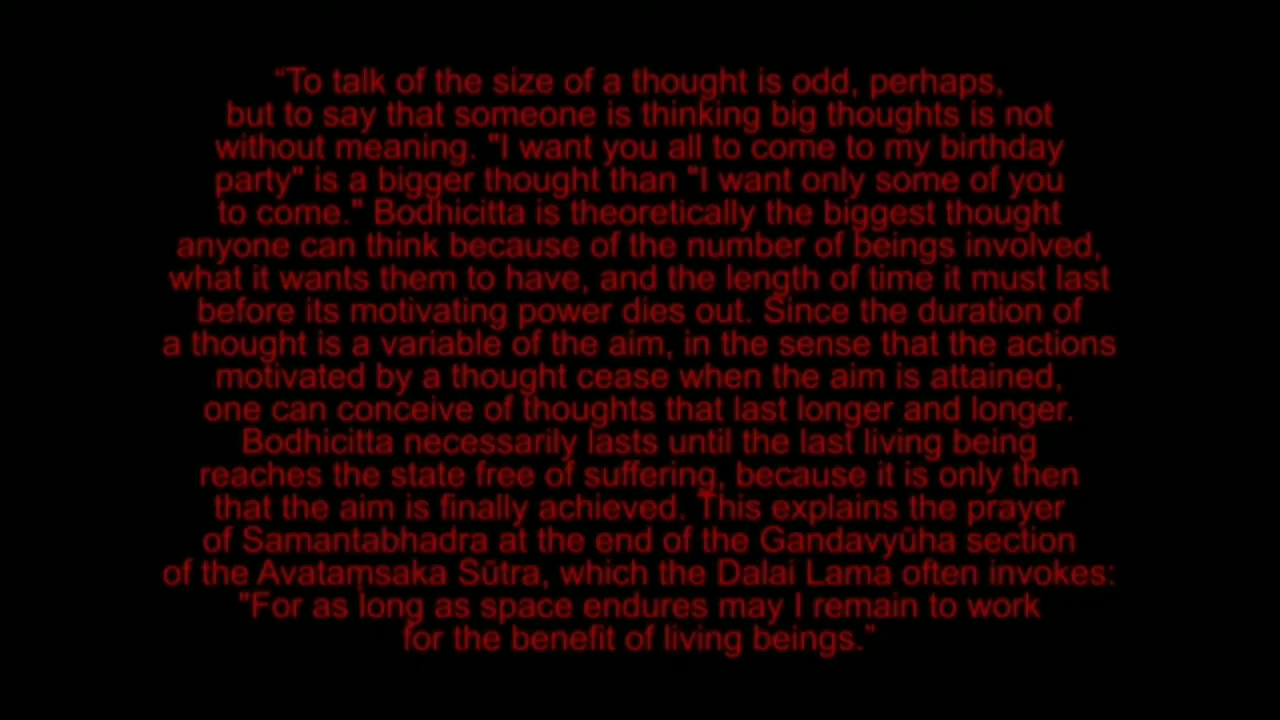 “To talk of the size of a thought is odd, perhaps,
but to say that someone is thinking big thoughts is not
without meaning. "I want you all to come to my birthday
party" is a bigger thought than "I want only some of you
to come." Bodhicitta is theoretically the biggest thought
anyone can think because of the number of beings involved,
what it wants them to have, and the length of time it must last
before its motivating power dies out. Since the duration of
a thought is a variable of the aim, in the sense that the actions
motivated by a thought cease when the aim is attained,
one can conceive of thoughts that last longer and longer.
Bodhicitta necessarily lasts until the last living being
reaches the state free of suffering, because it is only then
that the aim is finally achieved. This explains the prayer
of Samantabhadra at the end of the Gandavyūha section
of the Avataṃsaka Sūtra, which the Dalai Lama often invokes:
"For as long as space endures may I remain to work
for the benefit of living beings.”